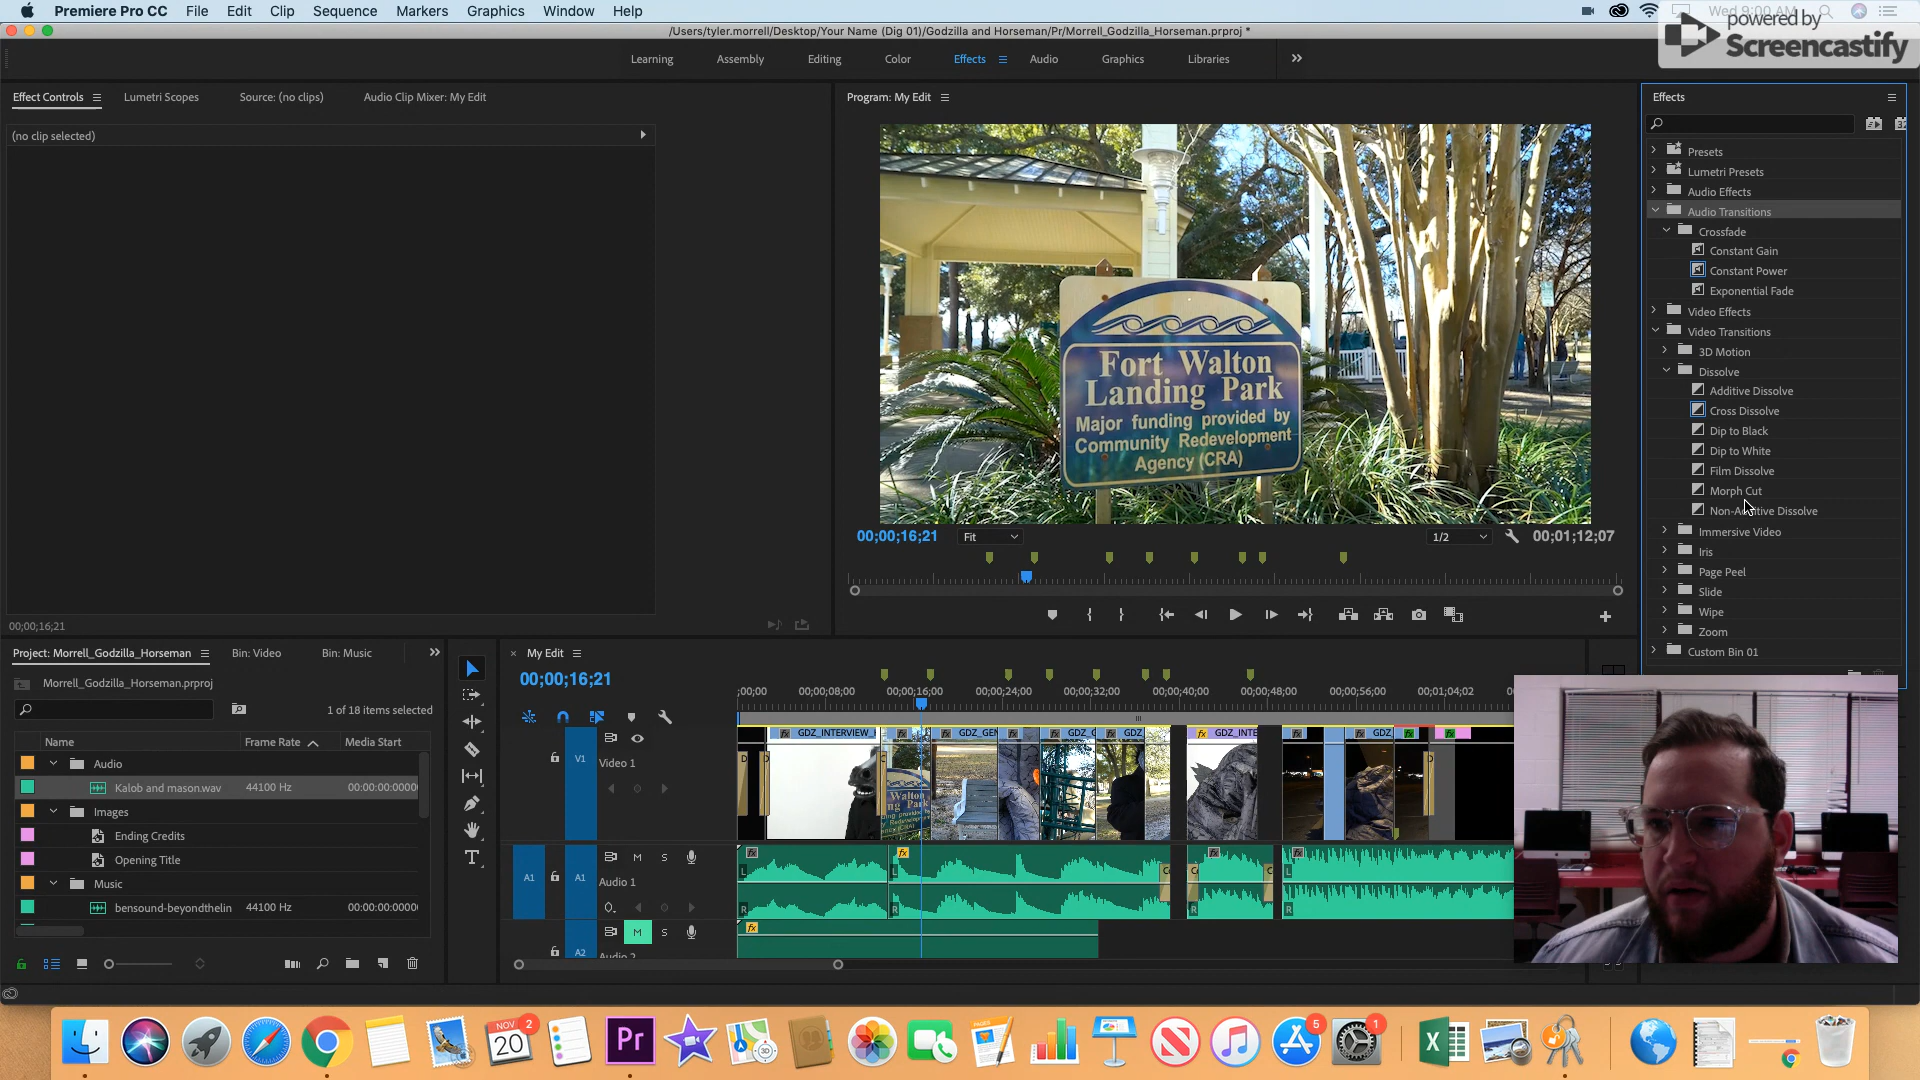 Premiere Pro CC File Edit Clip Sequence Markers Graphics Window Help
Wed 9:00 AM
powered by
Screencastify
/Users/tyler.morrell/Desktop/Your Name (Dig 01)/Godzilla and Horseman/Pr/Morrell_Godzilla_Horseman.prproj *
Learning Assembly Editing Color Effects Audio Graphics Libraries
Effect Controls Lumetri Scopes Source: (no clips) Audio Clip Mixer: My Edit
(no clip selected)
00;00;16;21
Program: My Edit
Fort Walton
Landing Park
Major funding provided by
Community Redevelopment
Agency (CRA)
00;00;16;21 Fit 1/2 00;01;12;07
Effects
Presets
Lumetri Presets
Audio Effects
Audio Transitions
Crossfade
Constant Gain
Constant Power
Exponential Fade
Video Effects
Video Transitions
3D Motion
Dissolve
Additive Dissolve
Cross Dissolve
Dip to Black
Dip to White
Film Dissolve
Morph Cut
Non-Additive Dissolve
Immersive Video
Iris
Page Peel
Slide
Wipe
Zoom
Custom Bin 01
Project: Morrell_Godzilla_Horseman Bin: Video Bin: Music
Morrell_Godzilla_Horseman.prproj
1 of 18 items selected
Name Frame Rate Media Start
Audio
Kalob and mason.wav 44100 Hz 00:00:00:0000
Images
Ending Credits
Opening Title
Music
bensound-beyondthelin 44100 Hz 00:00:00:0000
My Edit
00;00;16;21
;00;00 00;00;08;00 00;00;16;00 00;00;24;00 00;00;32;00 00;00;40;00 00;00;48;00 00;00;56;00 00;01;04;02
V1 Video 1
GDZ_INTERVIEW_ GDZ_GEN GDZ_G GDZ GDZ_INTE GDZ
A1 A1 M S
Audio 1
L R L R L R
M S
A2 Audio 2
NOV 2
20
Pr
3D
PAGES
5
1